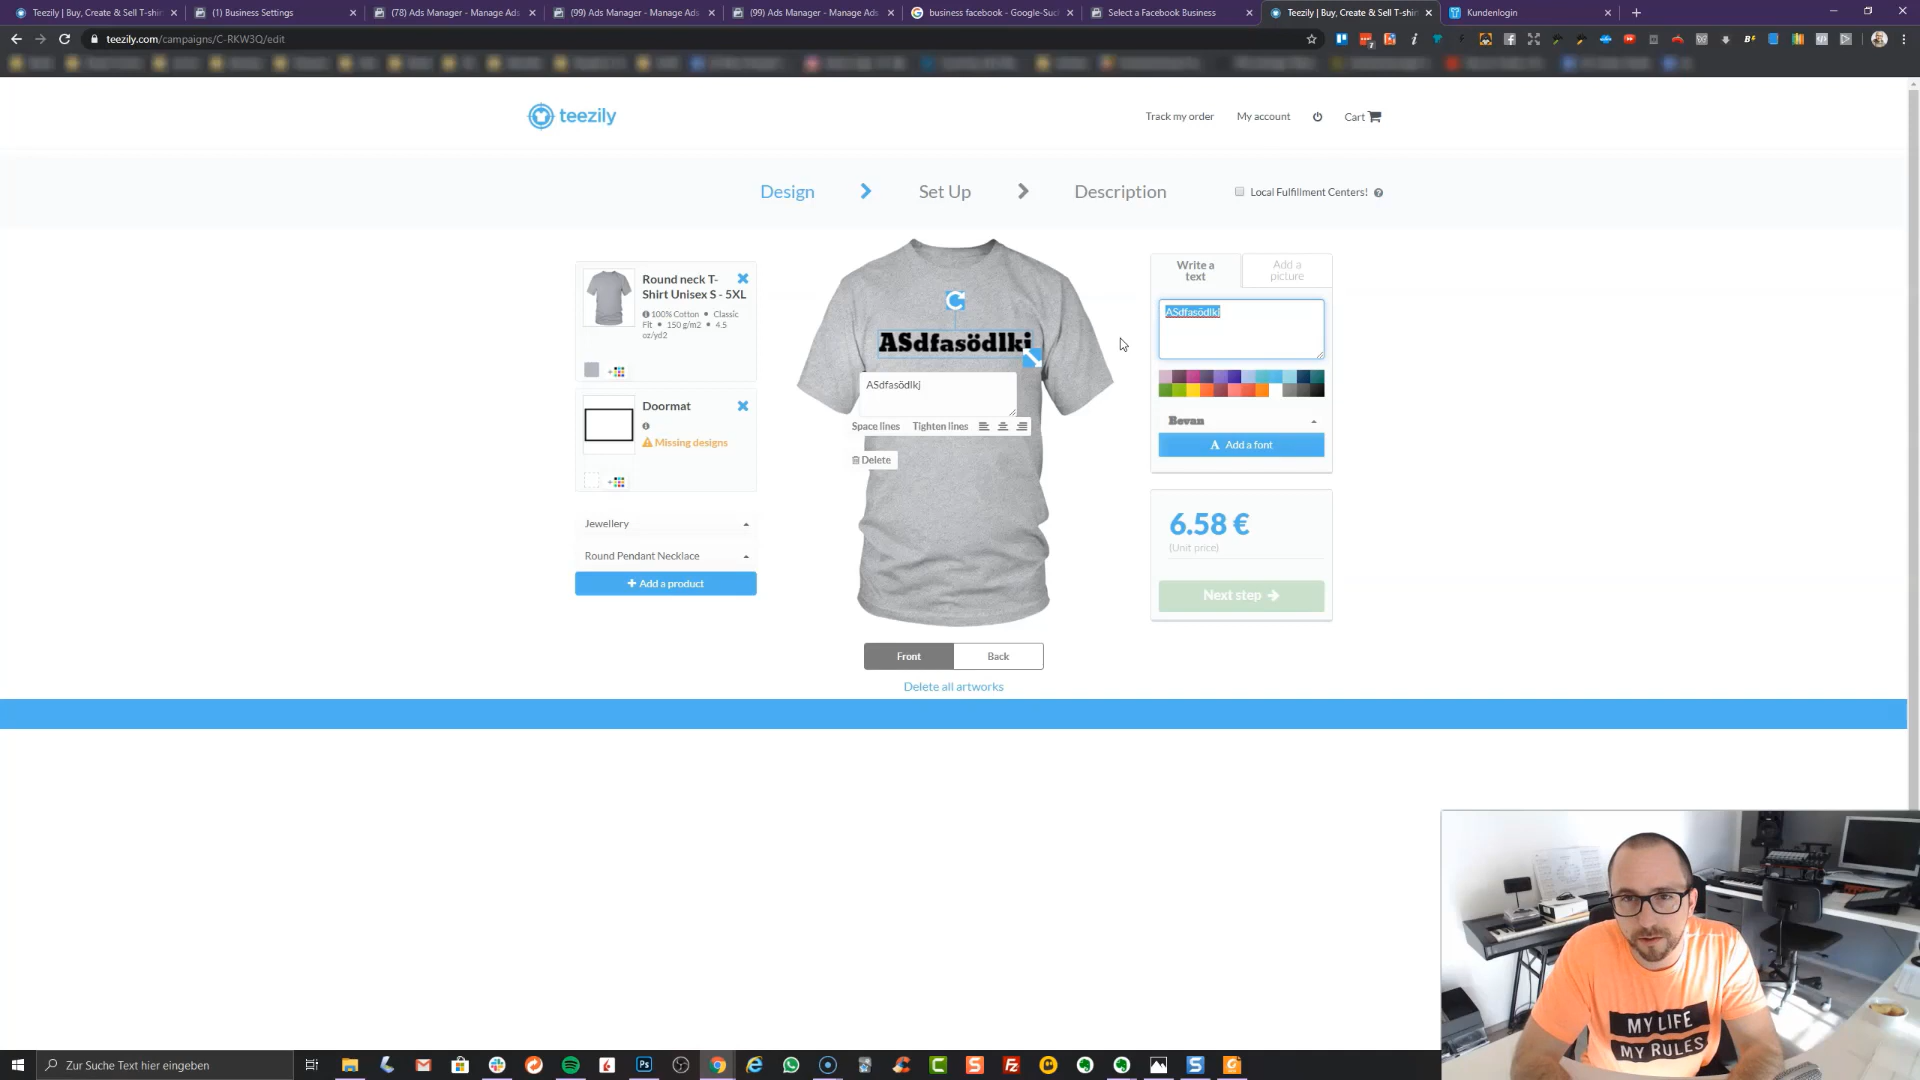 Teezily | Buy, Create & Sell T-shir
(1) Business Settings
(78) Ads Manager - Manage Ads
(99) Ads Manager - Manage Ads
(99) Ads Manager - Manage Ads
business facebook - Google-Suc
Select a Facebook Business
Teezily | Buy, Create & Sell T-shir
Kundenlogin
teezily.com/campaigns/C-RKW3Q/edit
teezily
Track my order
My account
Cart
Design
Set Up
Description
Local Fulfillment Centers!
Round neck T-
Shirt Unisex S - 5XL
100% Cotton • Classic
Fit • 150 g/m2 • 4.5
oz/yd2
Doormat
Missing designs
Jewellery
Round Pendant Necklace
+ Add a product
ASdfasödlkj
ASdfasödlkj
Space lines
Tighten lines
Delete
Front
Back
Delete all artworks
Write a
text
Add a
picture
ASdfasödlkj
Bevan
A Add a font
6.58 €
(Unit price)
Next step
MY LIFE
MY RULES
Zur Suche Text hier eingeben